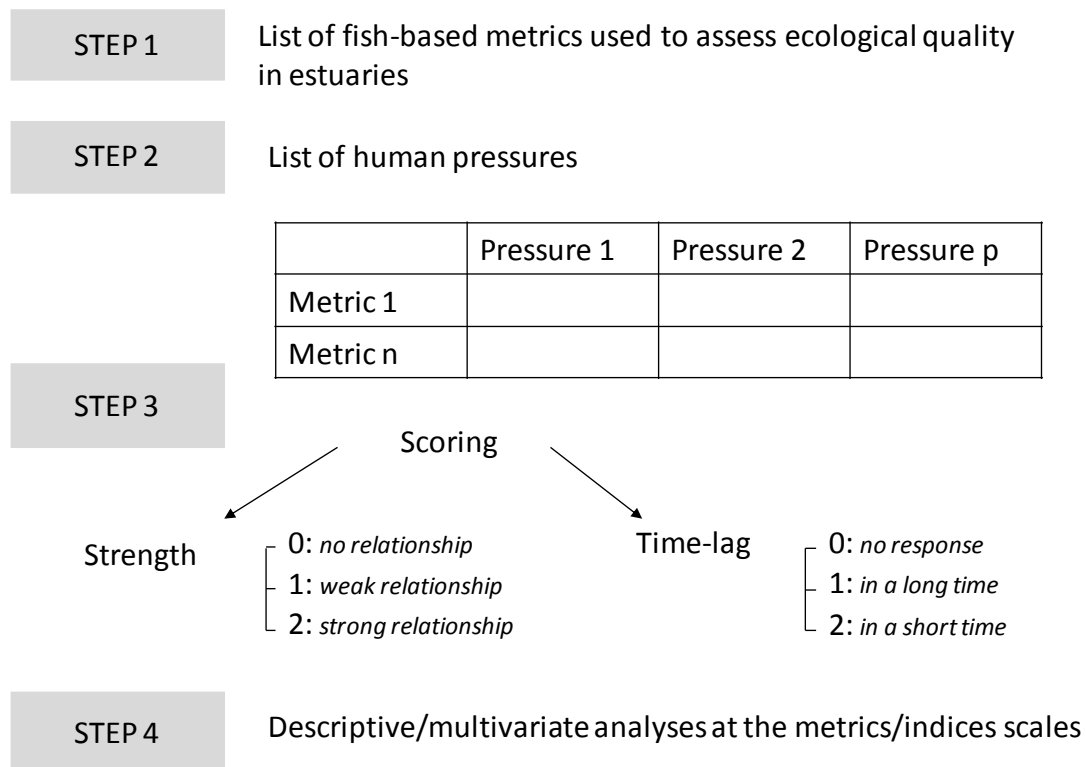 STEP 1
List of fish-based metrics used to assess ecological quality
in estuaries
STEP 2
List of human pressures
Pressure 1 Pressure 2 Pressure p
Metric 1
Metric n
STEP 3
Scoring
Strength
0: no relationship
1: weak relationship
2: strong relationship
Time-lag
0: no response
1: in a long time
2: in a short time
STEP 4
Descriptive/multivariate analyses at the metrics/indices scales